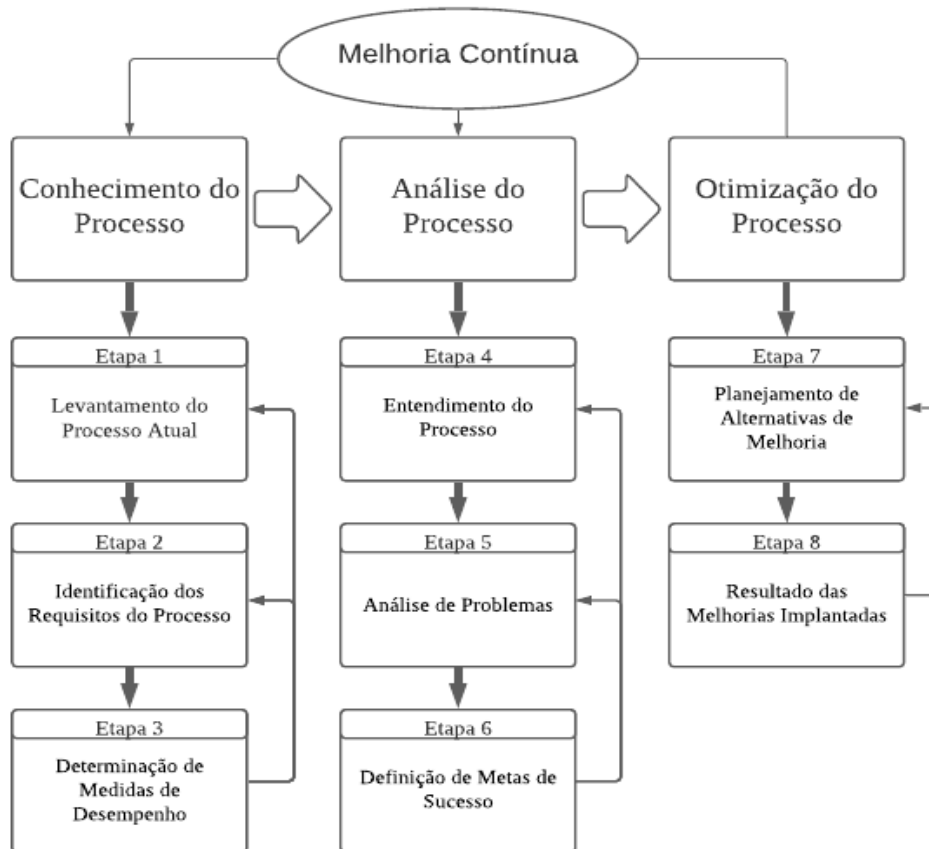 Melhoria Contínua
Conhecimento do
Processo
Análise do
Processo
Otimização do
Processo
Etapa 1
Levantamento do
Processo Atual
Etapa 4
Entendimento do
Processo
Etapa 7
Planejamento de
Alternativas de
Melhoria
Etapa 2
Identificação dos
Requisitos do Processo
Etapa 5
Análise de Problemas
Etapa 8
Resultado das
Melhorias Implantadas
Etapa 3
Determinação de
Medidas de
Desempenho
Etapa 6
Definição de Metas de
Sucesso